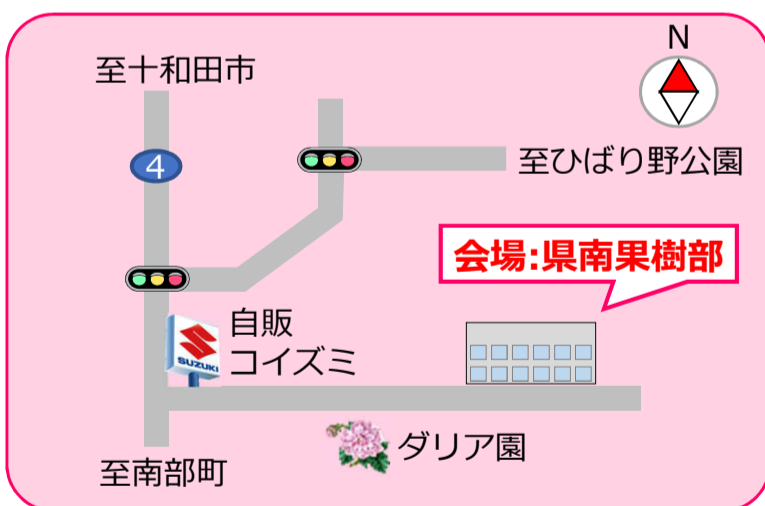 N
至十和田市
4
至ひばり野公園
会場:県南果樹部
自販
コイズミ
SUZUKI
ダリア園
至南部町